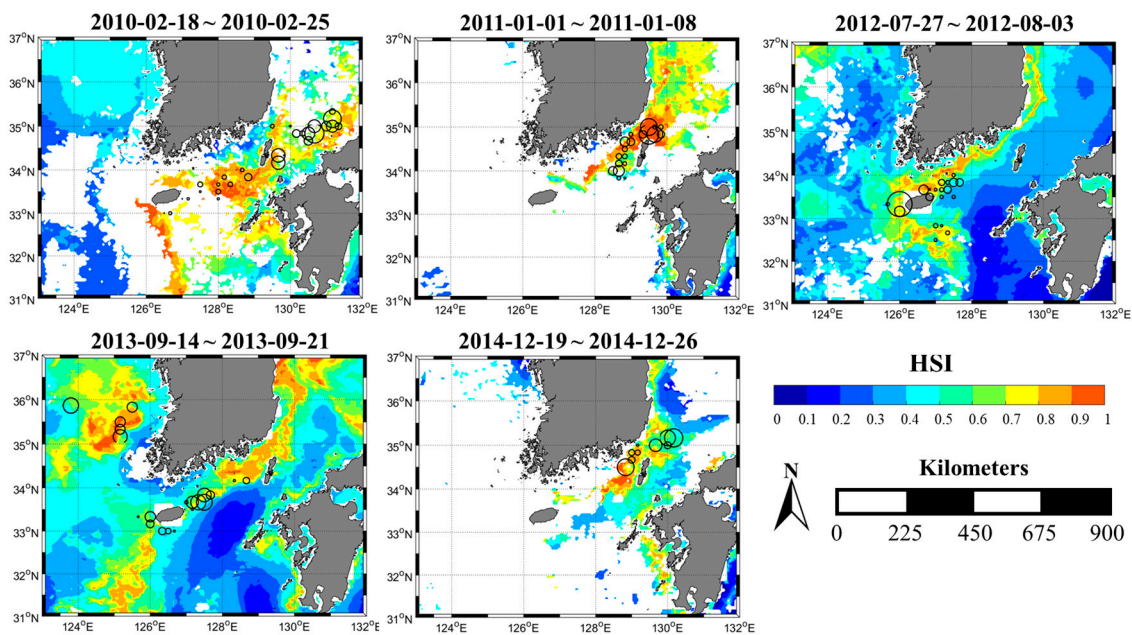 2010-02-18 ~ 2010-02-25
37°N
36°N
35°N
34°N
33°N
32°N
31°N
124°E
126°E
128°E
130°E
132°E
2011-01-01 ~ 2011-01-08
37°N
36°N
35°N
34°N
33°N
32°N
31°N
124°E
126°E
128°E
130°E
132°E
2012-07-27 ~ 2012-08-03
37°N
36°N
35°N
34°N
33°N
32°N
31°N
124°E
126°E
128°E
130°E
132°E
2013-09-14 ~ 2013-09-21
37°N
36°N
35°N
34°N
33°N
32°N
31°N
124°E
126°E
128°E
130°E
132°E
2014-12-19 ~ 2014-12-26
37°N
36°N
35°N
34°N
33°N
32°N
31°N
124°E
126°E
128°E
130°E
132°E
HSI
0 0.1 0.2 0.3 0.4 0.5 0.6 0.7 0.8 0.9 1
N
Kilometers
0 225 450 675 900